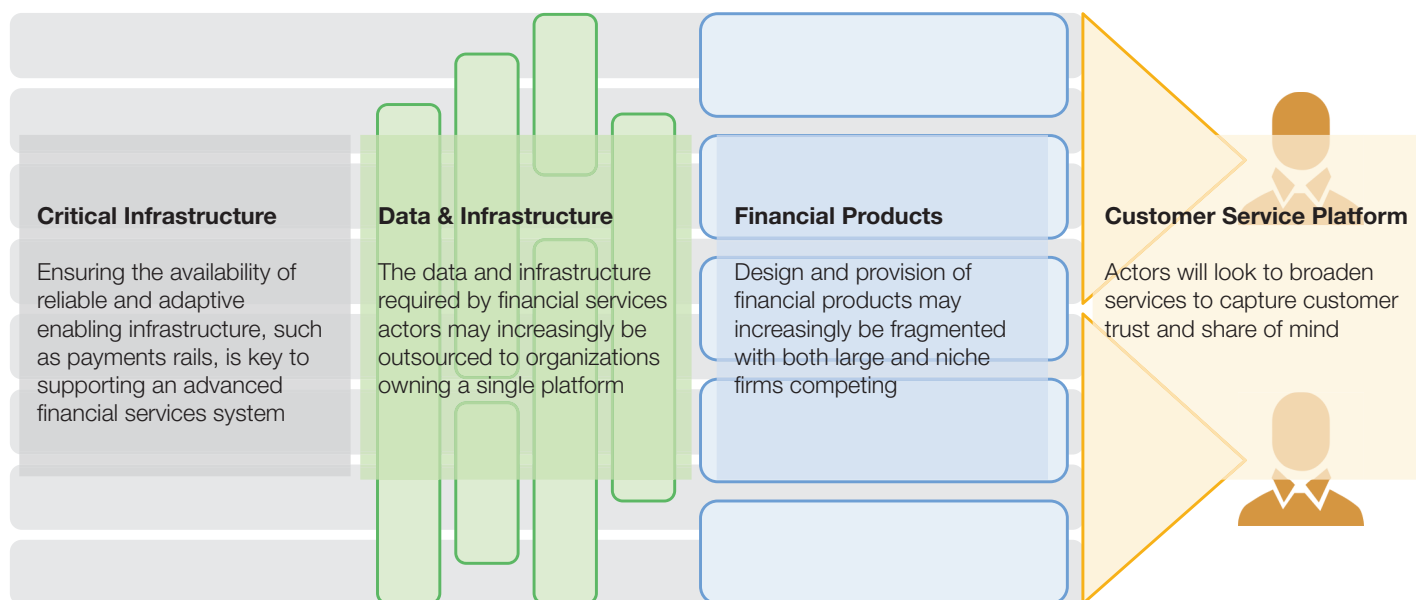 Critical Infrastructure
Ensuring the availability of
reliable and adaptive
enabling infrastructure, such
as payments rails, is key to
supporting an advanced
financial services system
Data & Infrastructure
The data and infrastructure
required by financial services
actors may increasingly be
outsourced to organizations
owning a single platform
Financial Products
Design and provision of
financial products may
increasingly be fragmented
with both large and niche
firms competing
Customer Service Platform
Actors will look to broaden
services to capture customer
trust and share of mind